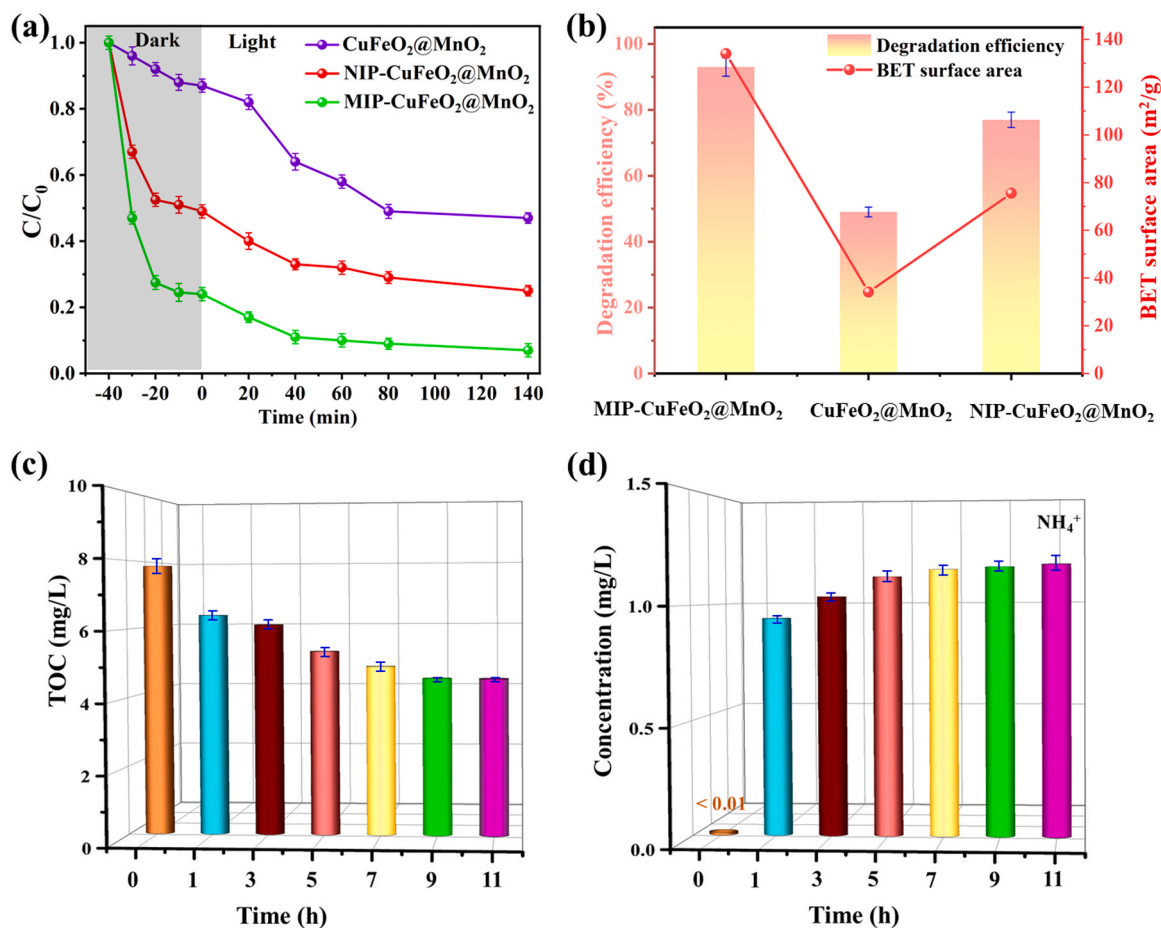 (a)
Dark
Light
CuFeO₂@MnO₂
NIP-CuFeO₂@MnO₂
MIP-CuFeO₂@MnO₂
1.0
0.8
0.6
0.4
0.2
0.0
C/C₀
-40 -20 0 20 40 60 80 100 120 140
Time (min)
(b)
Degradation efficiency
BET surface area
100
80
60
40
20
0
Degradation efficiency (%)
140
120
100
80
60
40
20
0
BET surface area (m²/g)
MIP-CuFeO₂@MnO₂ CuFeO₂@MnO₂ NIP-CuFeO₂@MnO₂
(c)
10
8
6
4
2
0
TOC (mg/L)
0 1 3 5 7 9 11
Time (h)
(d)
NH₄⁺
1.5
1.0
0.5
0.0
Concentration (mg/L)
< 0.01
0 1 3 5 7 9 11
Time (h)